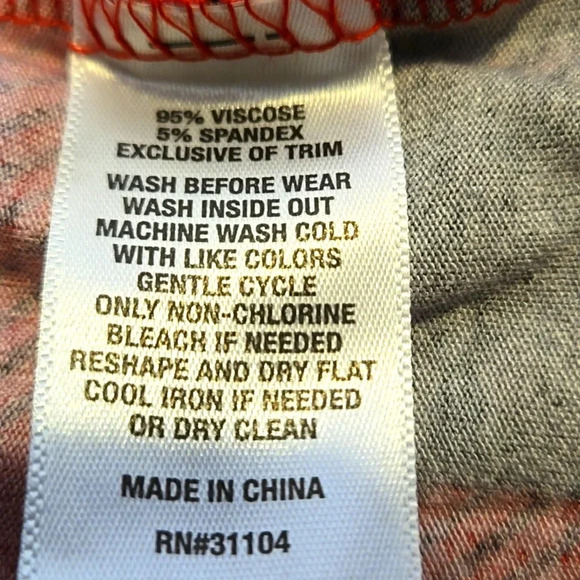 95% VISCOSE
5% SPANDEX
EXCLUSIVE OF TRIM
WASH BEFORE WEAR
WASH INSIDE OUT
MACHINE WASH COLD
WITH LIKE COLORS
GENTLE CYCLE
ONLY NON-CHLORINE
BLEACH IF NEEDED
RESHAPE AND DRY FLAT
COOL IRON IF NEEDED
OR DRY CLEAN
MADE IN CHINA
RN#31104